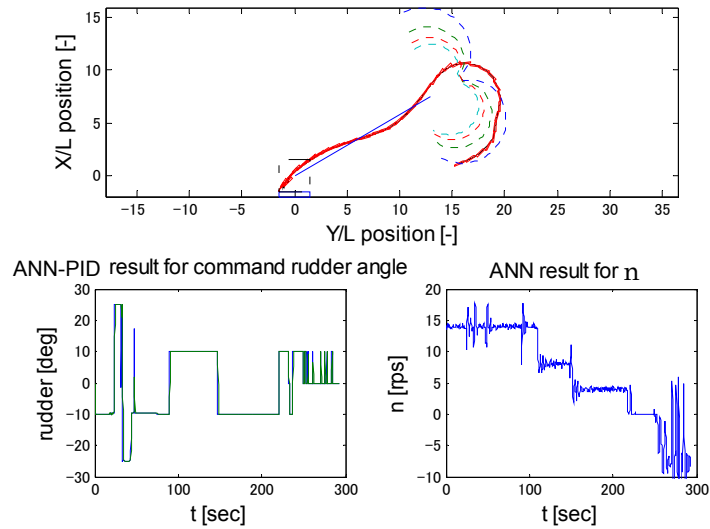 15
10
5
0
X/L position [-]
−15 −10 −5 0 5 10 15 20 25 30 35
Y/L position [-]
ANN-PID result for command rudder angle
30
20
10
0
−10
−20
−30
rudder [deg]
0 100 200 300
t [sec]
ANN result for n
20
15
10
5
0
−5
−10
n [rps]
0 100 200 300
t [sec]